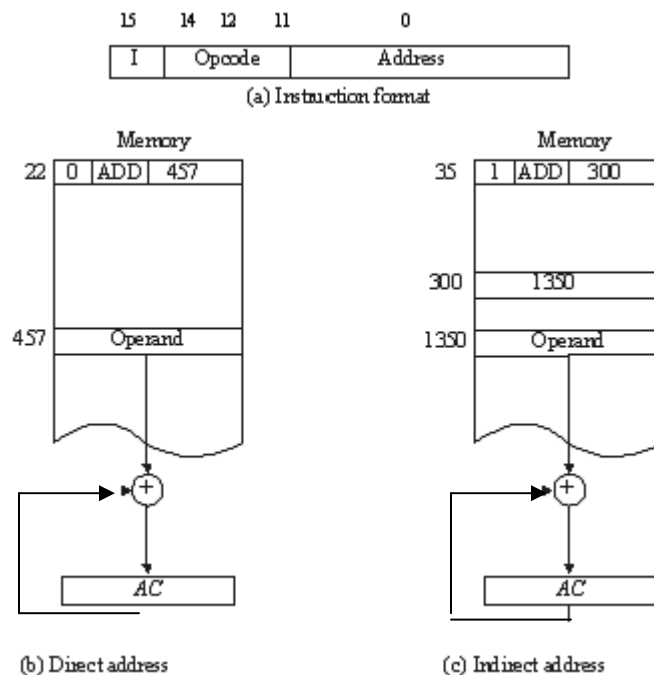 15 14 12 11 0
I Opcode Address
(a) Instruction format
Memory
22 0 ADD 457
457 Operand
+
AC
(b) Direct address
Memory
35 1 ADD 300
300 1350
1350 Operand
+
AC
(c) Indirect address